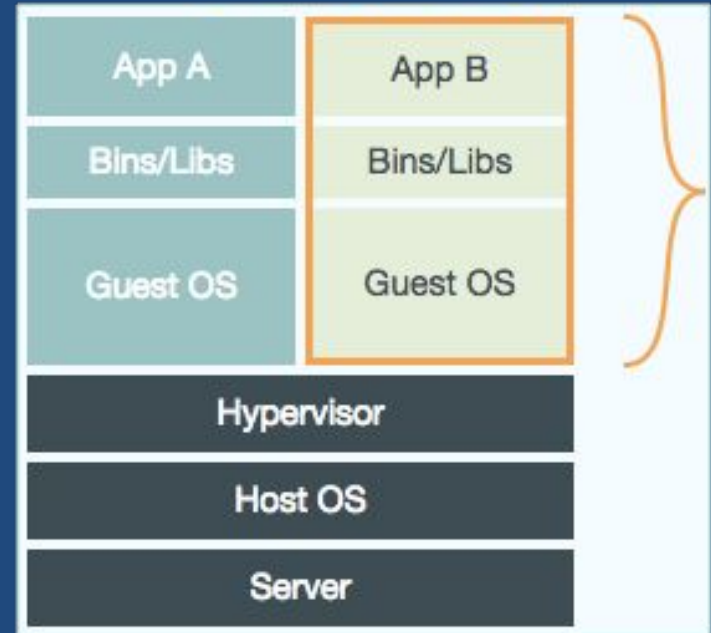 App A
App B
Bins/Libs
Bins/Libs
Guest OS
Guest OS
Hypervisor
Host OS
Server